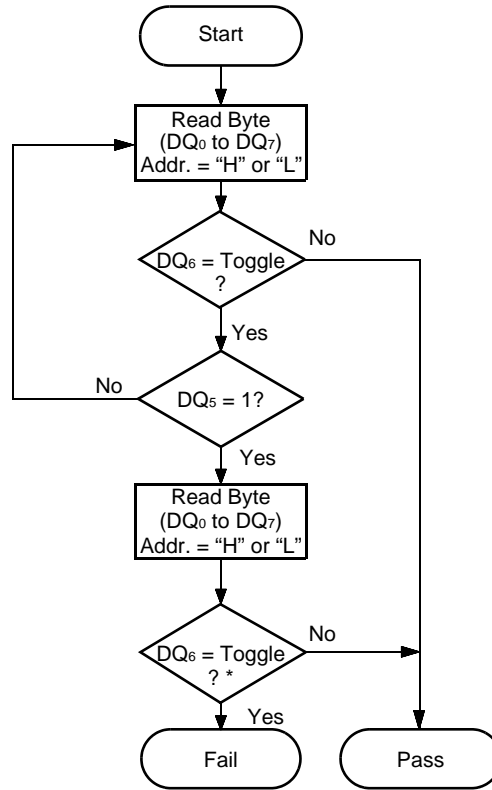 Start
Read Byte
(DQ0 to DQ7)
Addr. = “H” or “L”
No
DQ6 = Toggle
?
Yes
No
DQ5 = 1?
Yes
Read Byte
(DQ0 to DQ7)
Addr. = “H” or “L”
No
DQ6 = Toggle
? *
Yes
Fail
Pass